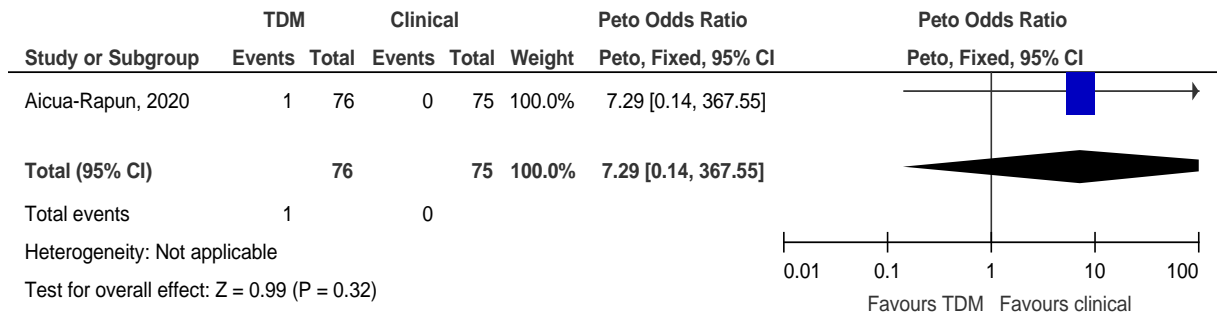 TDM Clinical Peto Odds Ratio Peto Odds Ratio
Study or Subgroup Events Total Events Total Weight Peto, Fixed, 95% CI Peto, Fixed, 95% CI
Aicua-Rapun, 2020 1 76 0 75 100.0% 7.29 [0.14, 367.55]
Total (95% CI) 76 75 100.0% 7.29 [0.14, 367.55]
Total events 1 0
Heterogeneity: Not applicable
Test for overall effect: Z = 0.99 (P = 0.32)
0.01 0.1 1 10 100
Favours TDM Favours clinical